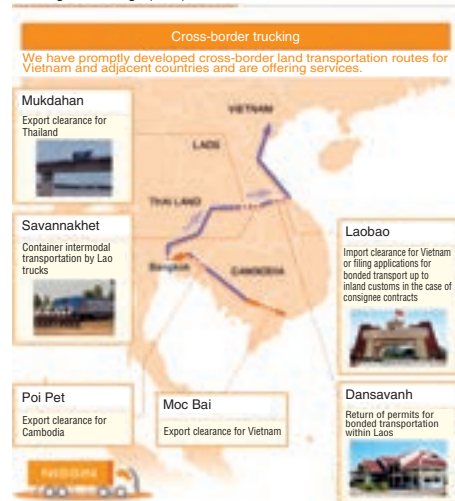 Cross-border trucking
We have promptly developed cross-border land transportation routes for
Vietnam and adjacent countries and are offering services.
Mukdahan
Export clearance for
Thailand
VIETNAM
LAOS
THAI LAND
Savannakhet
Container intermodal
transportation by Lao
trucks
Bangkok
CAMBODIA
Laobao
Import clearance for Vietnam
or filing applications for
bonded transport up to
inland customs in the case of
consignee contracts
Poi Pet
Export clearance for
Cambodia
Moc Bai
Export clearance for Vietnam
Dansavanh
Return of permits for
bonded transportation
within Laos
NISSIN